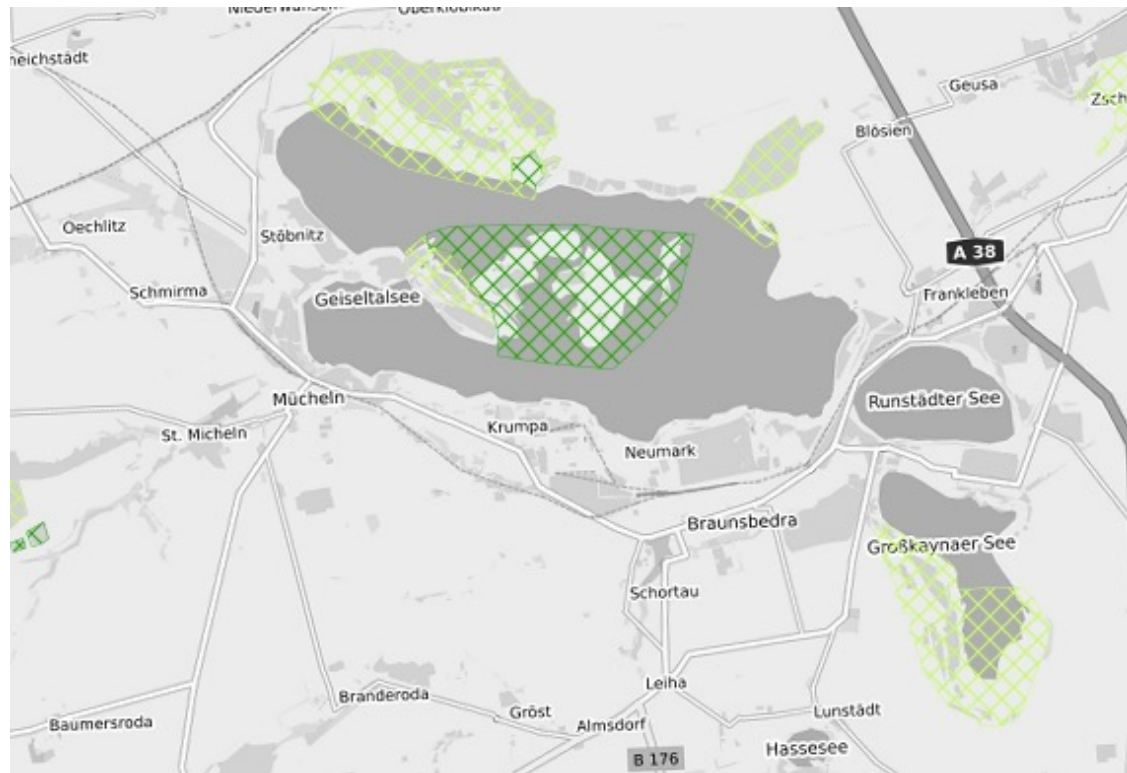 Oberklobikau
Geusa
Blösien
Oechlitz
Stöbnitz
A 38
Schmirma
Geiseltalsee
Frankleben
Mücheln
Runstädter See
St. Micheln
Krumpa
Neumark
Braunsbedra
Großkaynaer See
Schortau
Leiha
Branderoda
Gröst
Lunstädt
Baumersroda
Almsdorf
Hassesee
B 176